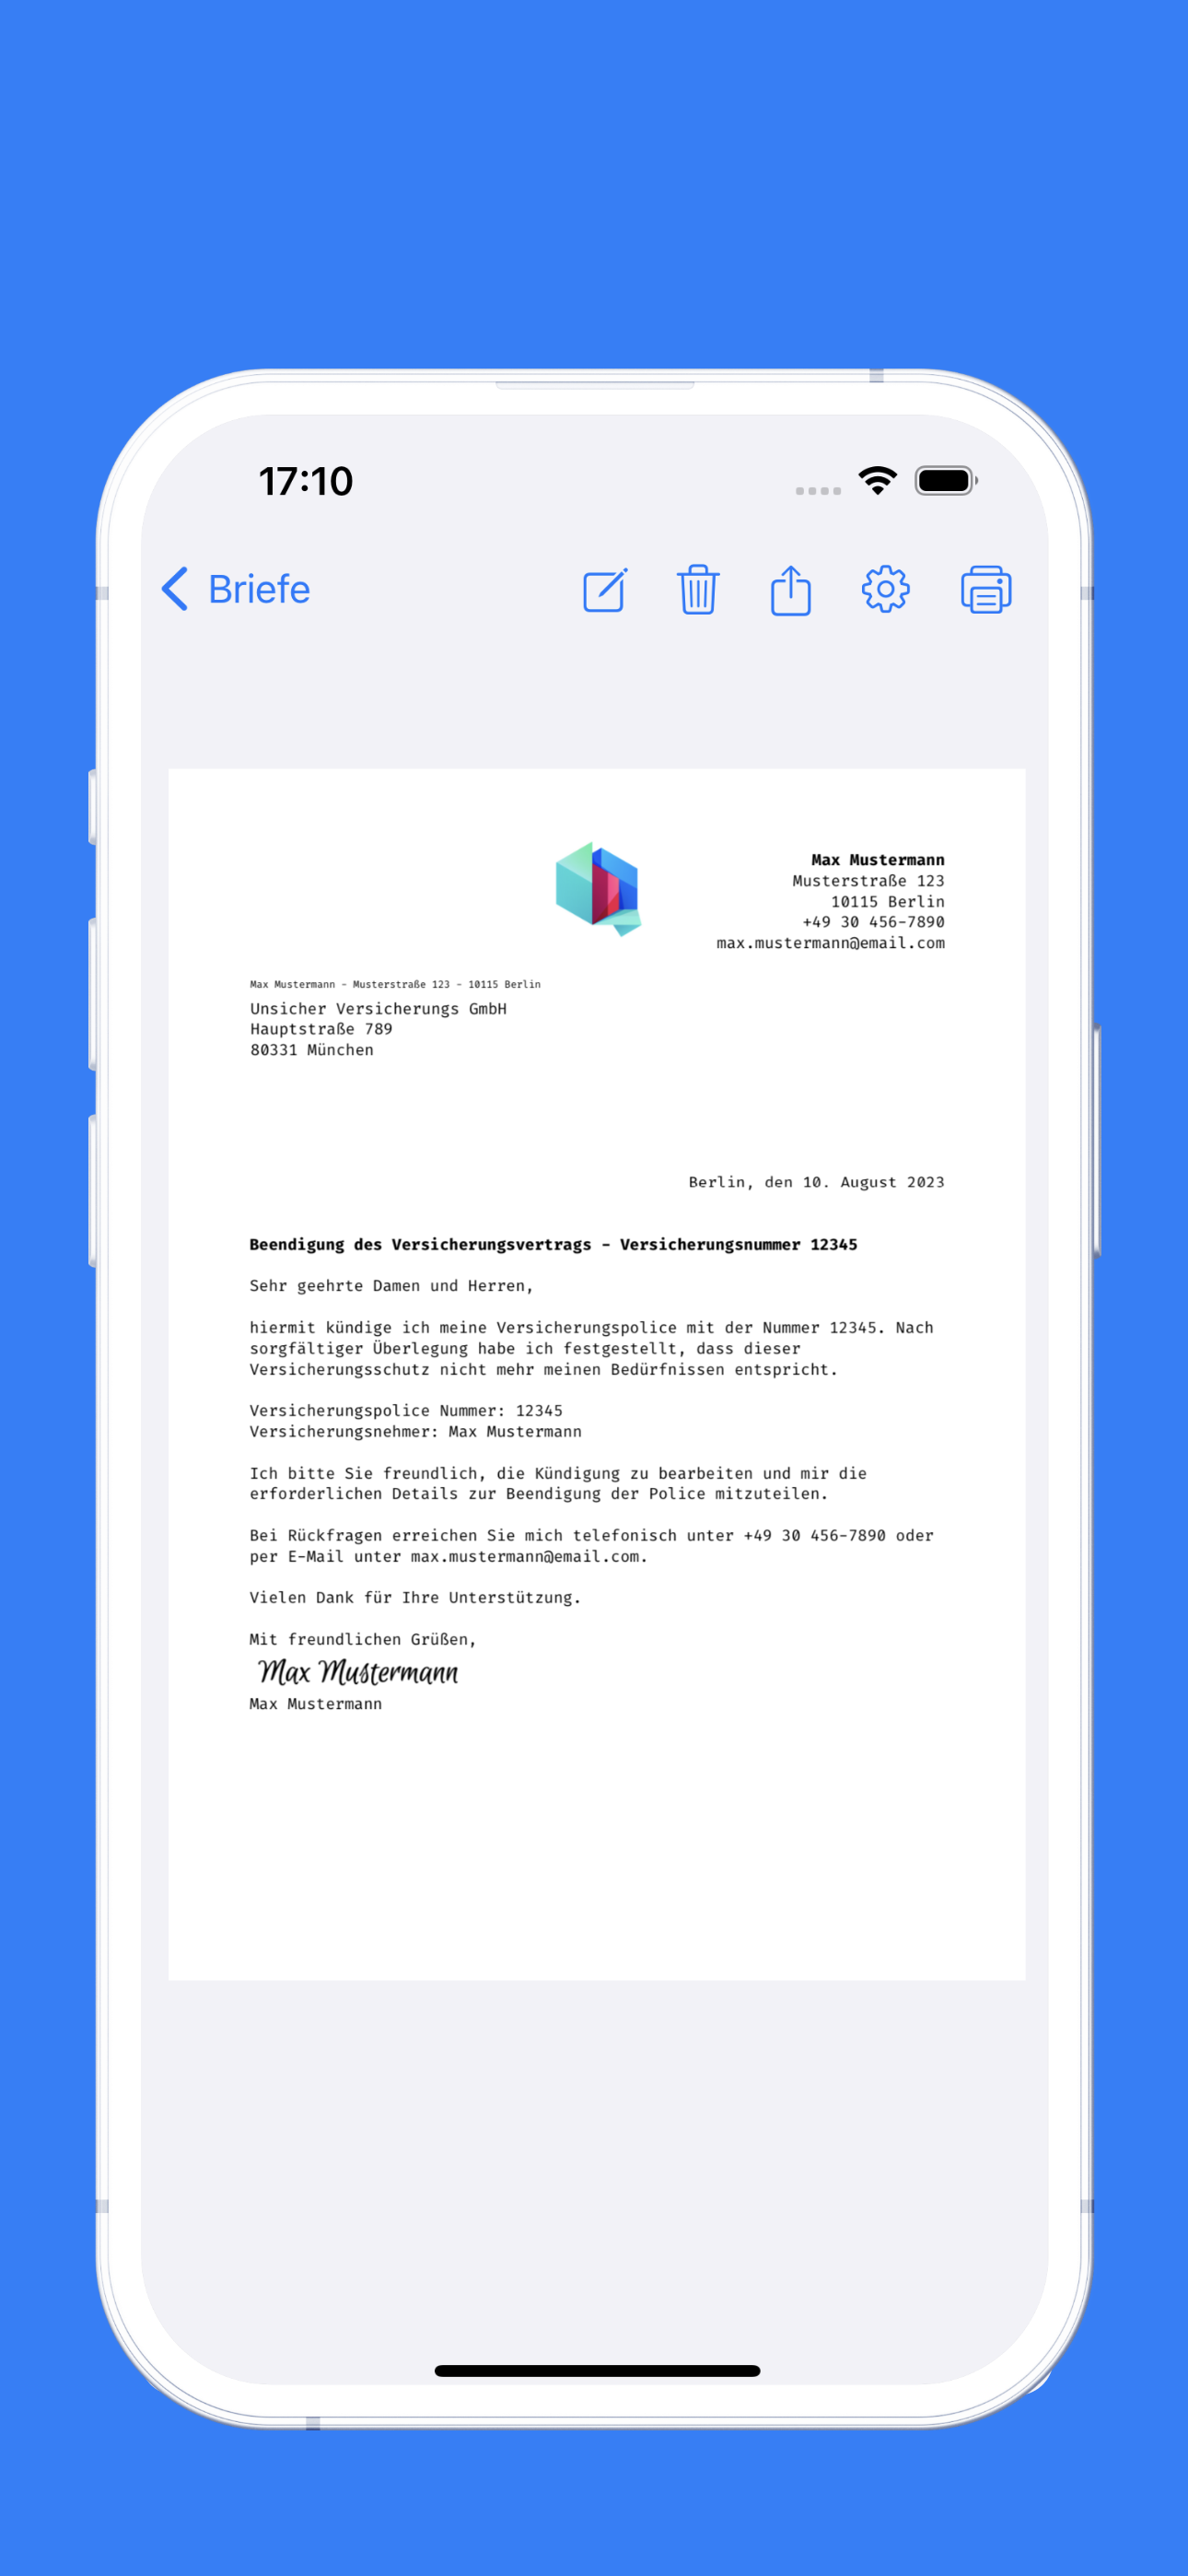 17:10
Briefe
Max Mustermann
Musterstraße 123
10115 Berlin
+49 30 456-7890
max.mustermann@email.com
Max Mustermann - Musterstraße 123 - 10115 Berlin
Unsicher Versicherungs GmbH
Hauptstraße 789
80331 München
Berlin, den 10. August 2023
Beendigung des Versicherungsvertrags - Versicherungsnummer 12345
Sehr geehrte Damen und Herren,
hiermit kündige ich meine Versicherungspolice mit der Nummer 12345. Nach
sorgfältiger Überlegung habe ich festgestellt, dass dieser
Versicherungsschutz nicht mehr meinen Bedürfnissen entspricht.
Versicherungspolice Nummer: 12345
Versicherungsnehmer: Max Mustermann
Ich bitte Sie freundlich, die Kündigung zu bearbeiten und mir die
erforderlichen Details zur Beendigung der Police mitzuteilen.
Bei Rückfragen erreichen Sie mich telefonisch unter +49 30 456-7890 oder
per E-Mail unter max.mustermann@email.com.
Vielen Dank für Ihre Unterstützung.
Mit freundlichen Grüßen,
Max Mustermann
Max Mustermann